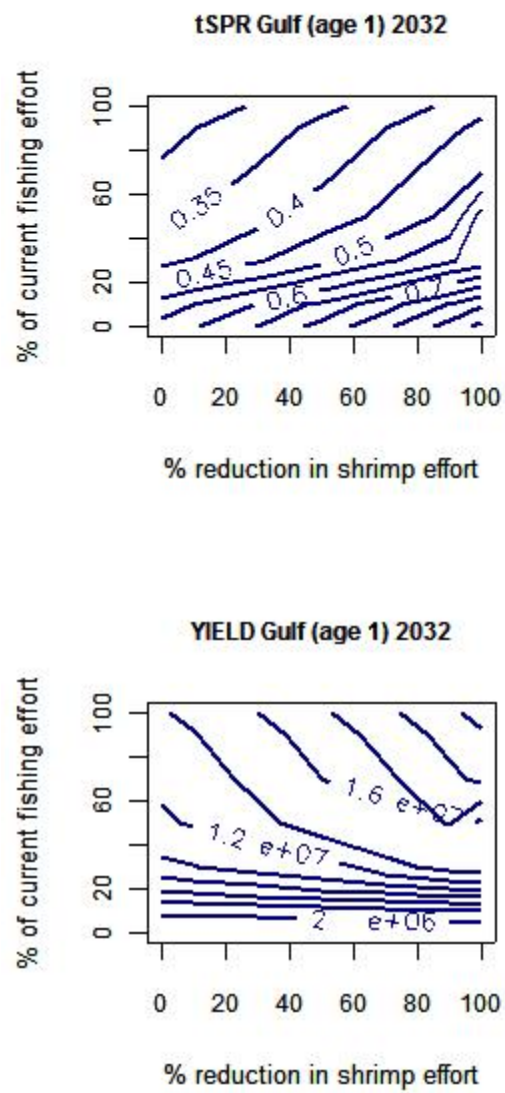 tSPR Gulf (age 1) 2032
% of current fishing effort
100
60
20
0
0.35
0.4
0.45
0.5
0.6
0.7
0 20 40 60 80 100
% reduction in shrimp effort
YIELD Gulf (age 1) 2032
% of current fishing effort
100
60
20
0
1.6 e+07
1.2 e+07
2 e+06
0 20 40 60 80 100
% reduction in shrimp effort